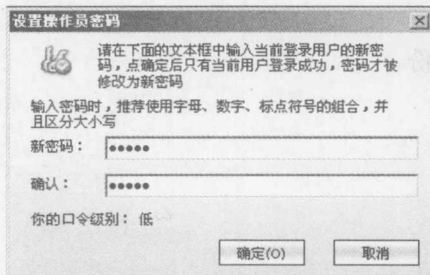 设置操作员密码
请在下面的文本框中输入当前登录用户的新密
码，点确定后只有当前用户登录成功，密码才被
修改为新密码
输入密码时，推荐使用字母、数字、标点符号的组合，并
且区分大小写
新密码： •••••
确认： •••••
你的口令级别： 低
确定(O) 取消